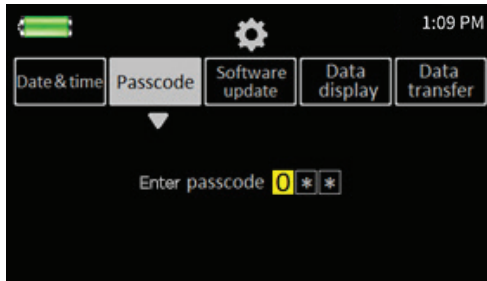 1:09 PM
Date & time
Passcode
Software
update
Data
display
Data
transfer
Enter passcode 0 * *